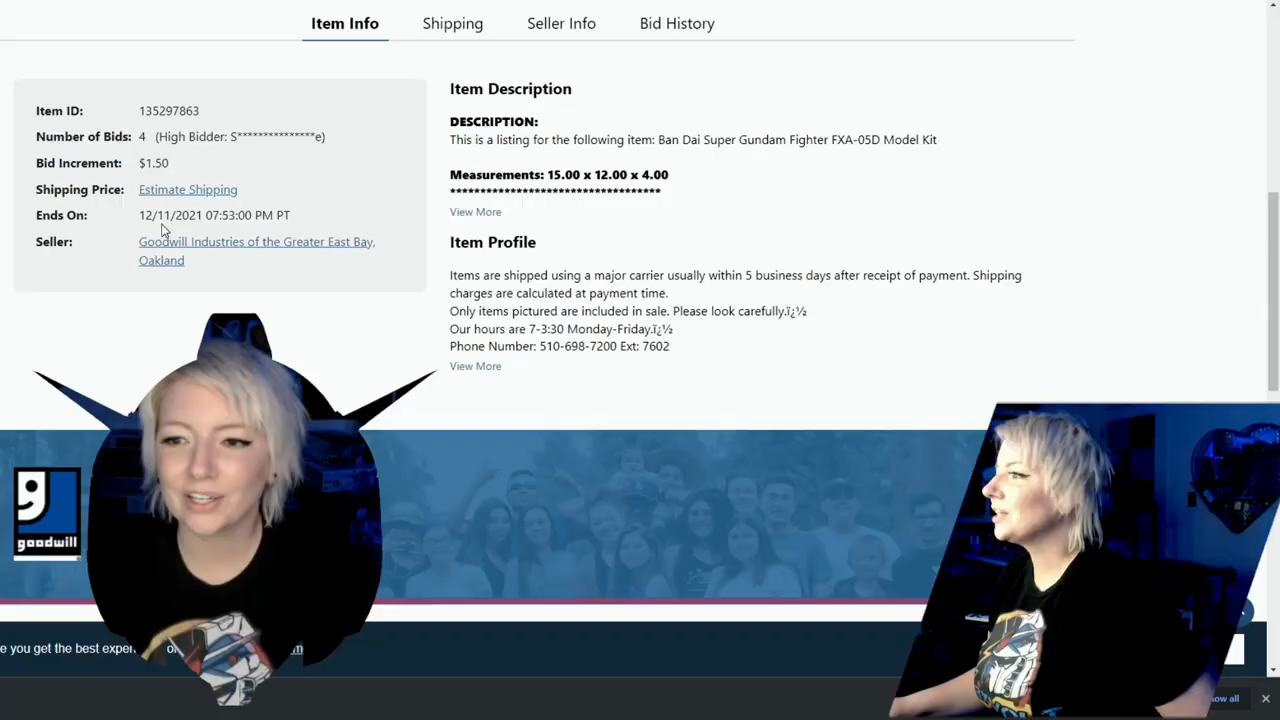 Item Info Shipping Seller Info Bid History
Item ID: 135297863
Number of Bids: 4 (High Bidder: S***************e)
Bid Increment: $1.50
Shipping Price: Estimate Shipping
Ends On: 12/11/2021 07:53:00 PM PT
Seller: Goodwill Industries of the Greater East Bay,
Oakland
Item Description
DESCRIPTION:
This is a listing for the following item: Ban Dai Super Gundam Fighter FXA-05D Model Kit
Measurements: 15.00 x 12.00 x 4.00
***********************************
View More
Item Profile
Items are shipped using a major carrier usually within 5 business days after receipt of payment. Shipping
charges are calculated at payment time.
Only items pictured are included in sale. Please look carefully.ï¿½
Our hours are 7-3:30 Monday-Friday.ï¿½
Phone Number: 510-698-7200 Ext: 7602
View More
goodwill
e you get the best exper